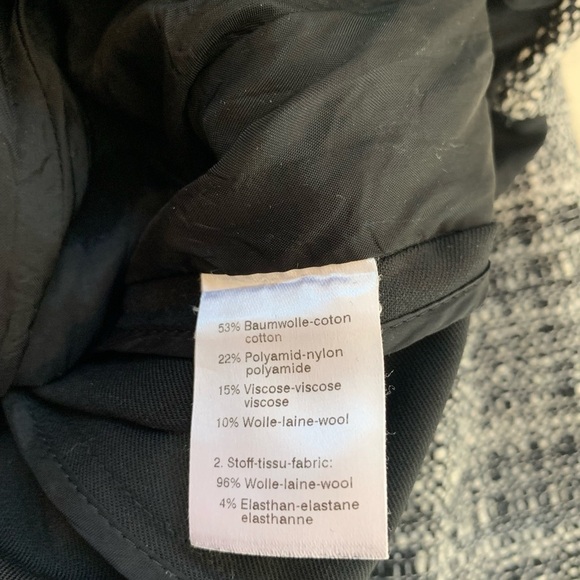 53% Baumwolle-coton
cotton
22% Polyamid-nylon
polyamide
15% Viscose-viscose
viscose
10% Wolle-laine-wool
2. Stoff-tissu-fabric:
96% Wolle-laine-wool
4% Elasthan-elastane
elasthanne